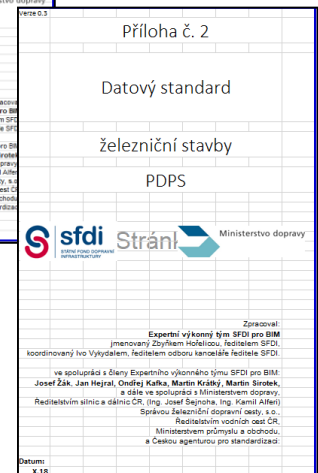 Verze 0.3
Příloha č. 2
Datový standard
železniční stavby
PDPS
sfdi
STÁTNÍ FOND DOPRAVNÍ
INFRASTRUKTURY
Ministerstvo dopravy
Zpracoval:
Expertní výkonný tým SFDI pro BIM
jmenovaný Zbyňkem Hořelicou, ředitelem SFDI,
koordinovaný Ivo Vykydalem, ředitelem odboru kanceláře ředitele SFDI.
ve spolupráci s členy Expertního výkonného týmu SFDI pro BIM:
Josef Žák, Jan Hejral, Ondřej Kafka, Martin Krátký, Martin Sirotek,
a dále ve spolupráci s Ministerstvem dopravy,
Ředitelstvím silnic a dálnic ČR, (Ing. Josef Šejnoha, Ing. Kamil Alferi)
Správou železniční dopravní cesty, s.o.,
Ředitelstvím vodních cest ČR,
Ministerstvím průmyslu a obchodu,
a Českou agenturou pro standardizaci
Datum:
X.18